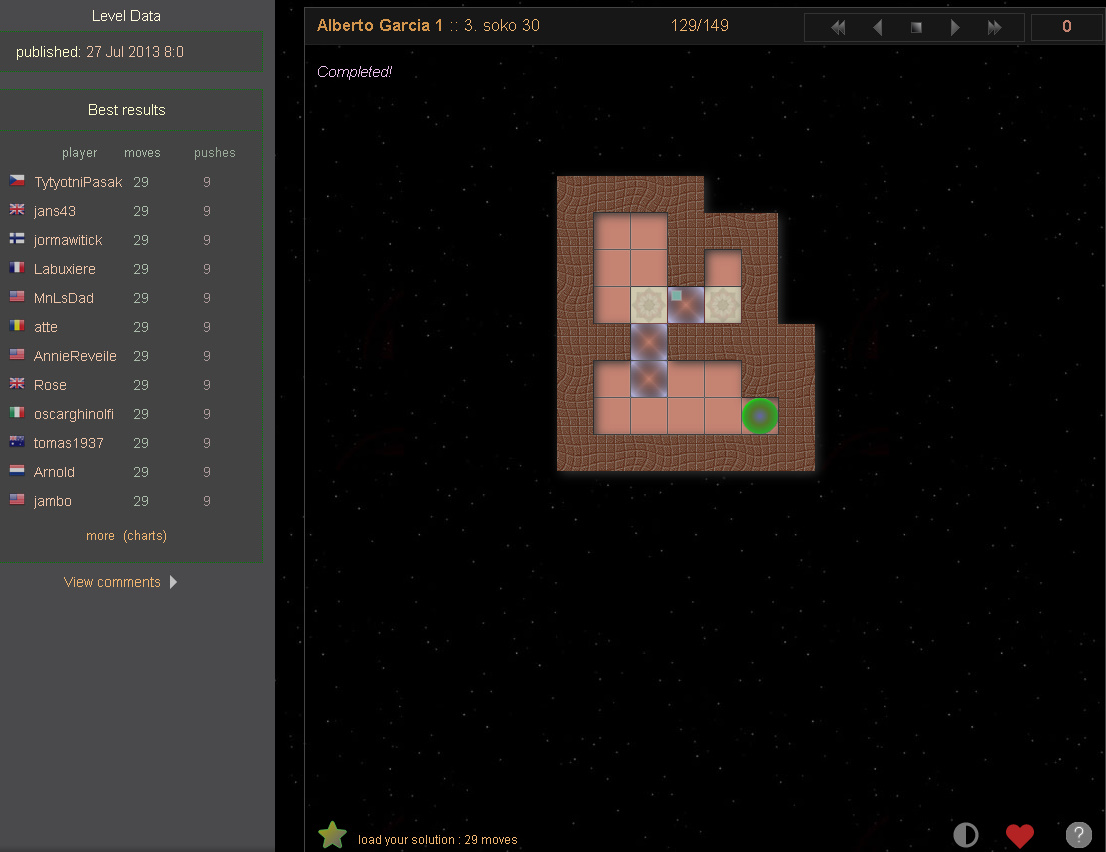 Level Data
published: 27 Jul 2013 8:0
Best results
player moves pushes
TytyotniPasak 29 9
jans43 29 9
jormawitick 29 9
Labuxiere 29 9
MnLsDad 29 9
atte 29 9
AnnieReveile 29 9
Rose 29 9
oscarghinolfi 29 9
tomas1937 29 9
Arnold 29 9
jambo 29 9
more (charts)
View comments
Alberto Garcia 1 :: 3. soko 30 129/149 0
Completed!
load your solution : 29 moves
?